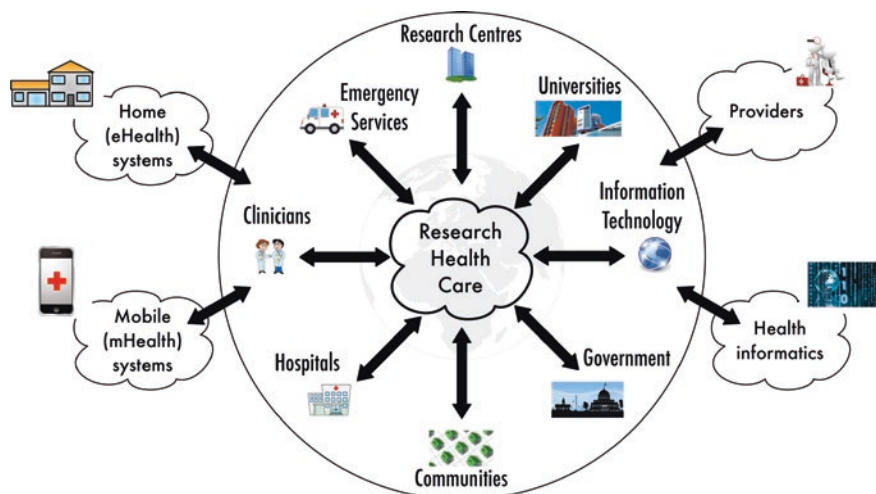 Research Centres
Emergency
Services
Universities
Home
(eHealth)
systems
Providers
Clinicians
Information
Technology
Research
Health
Care
Mobile
(mHealth)
systems
Health
informatics
Hospitals
Government
Communities